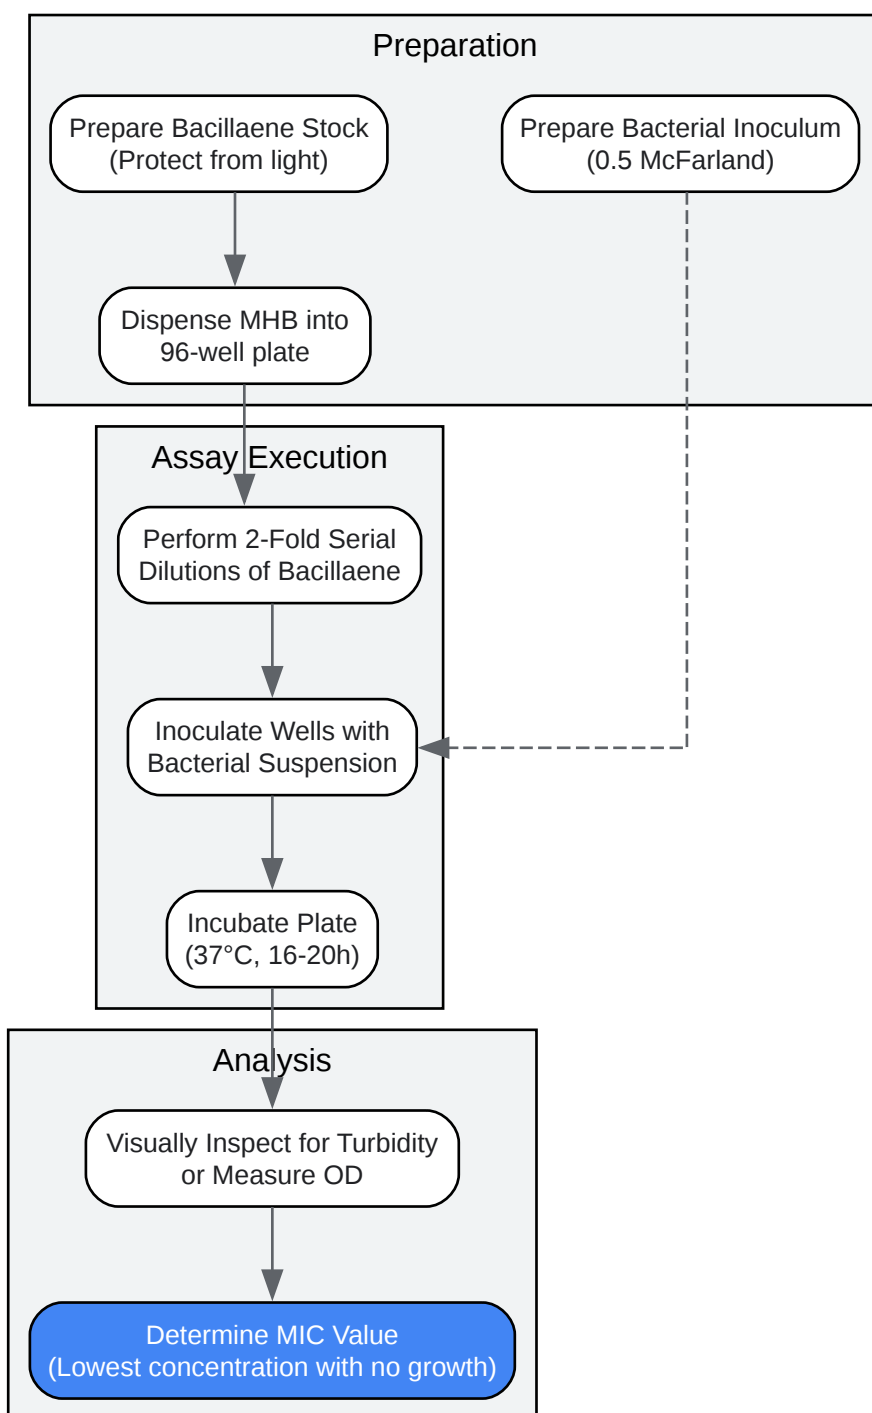 Preparation
Prepare Bacillaene Stock
(Protect from light)
Prepare Bacterial Inoculum
(0.5 McFarland)
Dispense MHB into
96-well plate
Assay Execution
Perform 2-Fold Serial
Dilutions of Bacillaene
Inoculate Wells with
Bacterial Suspension
Incubate Plate
(37°C, 16-20h)
Analysis
Visually Inspect for Turbidity
or Measure OD
Determine MIC Value
(Lowest concentration with no growth)